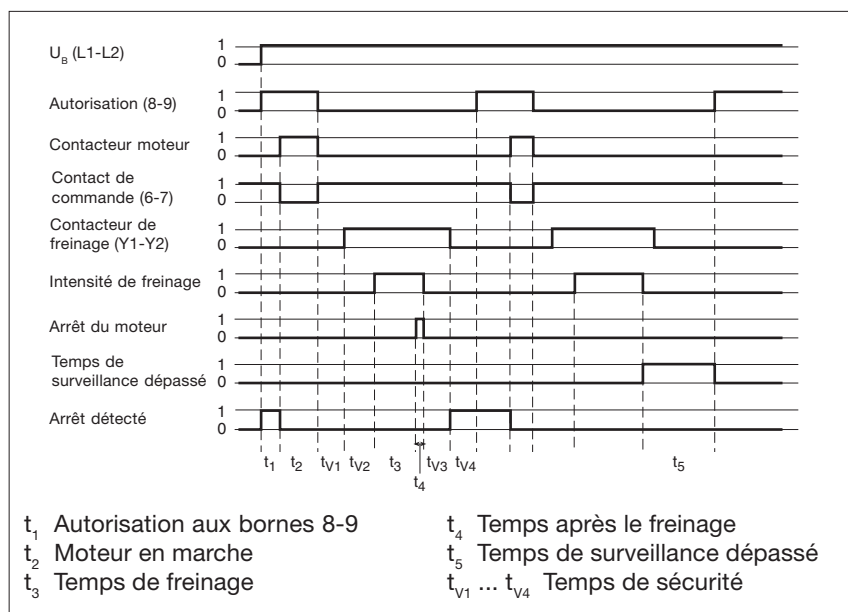 U_B (L1-L2) 1 0
Autorisation (8-9) 1 0
Contacteur moteur 1 0
Contact de
commande (6-7) 1 0
Contacteur de
freinage (Y1-Y2) 1 0
Intensité de freinage 1 0
Arrêt du moteur 1 0
Temps de
surveillance dépassé 1 0
Arrêt détecté 1 0
t1 t2 tV1 tV2 t3 tV3 tV4 t5
t4
t1 Autorisation aux bornes 8-9
t2 Moteur en marche
t3 Temps de freinage
t4 Temps après le freinage
t5 Temps de surveillance dépassé
tV1 ... tV4 Temps de sécurité